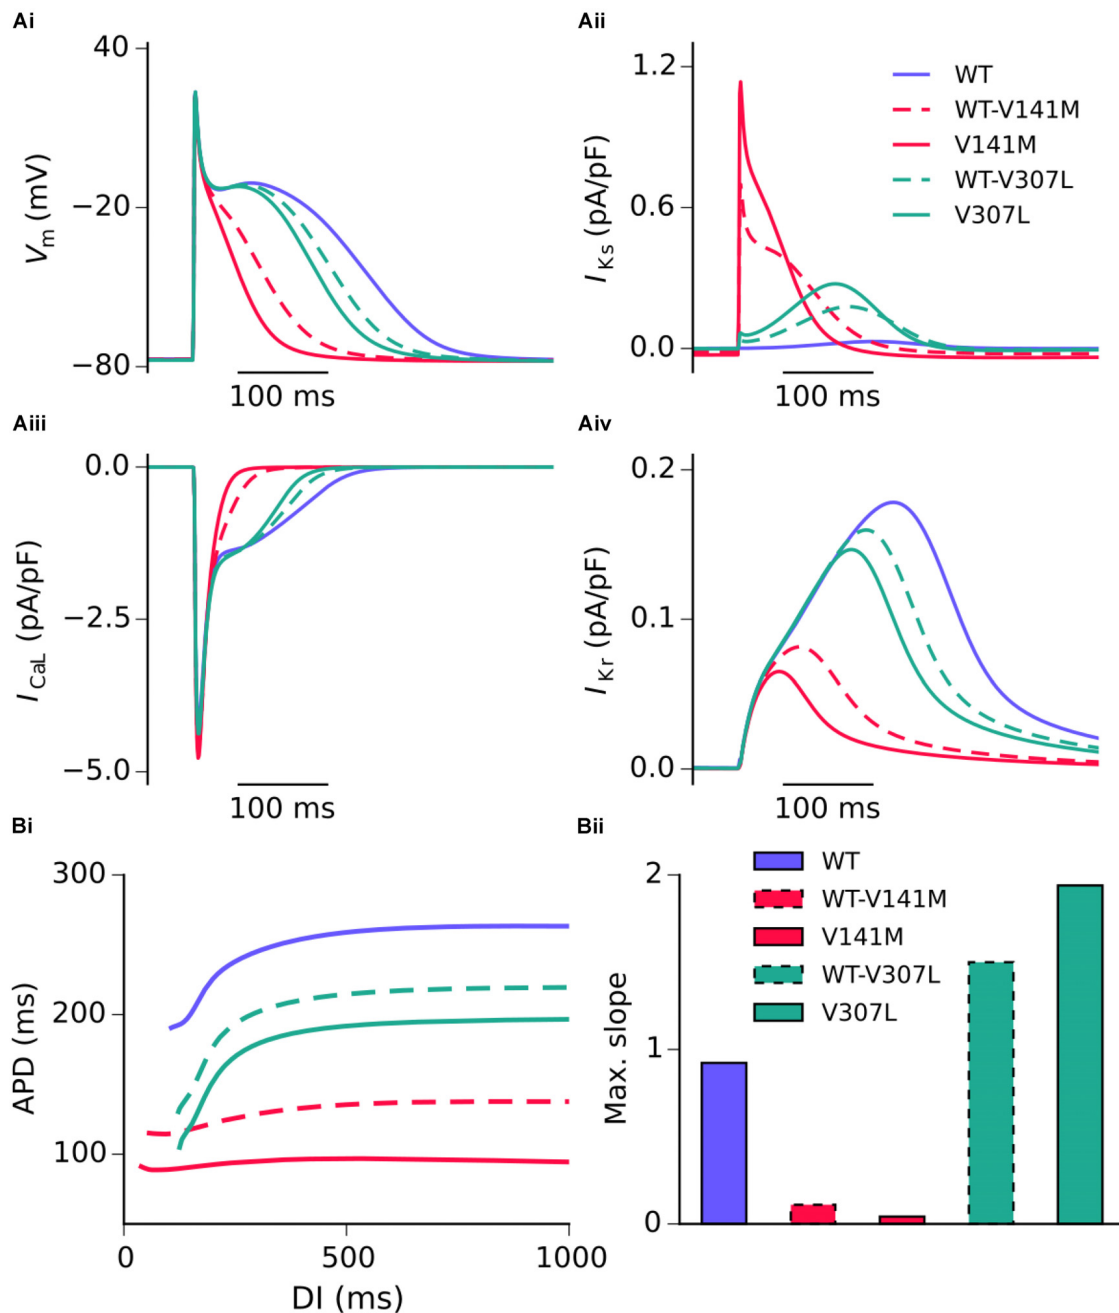 Ai
40
−20
−80
Vm (mV)
100 ms
Aii
1.2
0.6
0.0
IKs (pA/pF)
WT
WT-V141M
V141M
WT-V307L
V307L
100 ms
Aiii
0.0
−2.5
−5.0
ICaL (pA/pF)
100 ms
Aiv
0.2
0.1
0.0
IKr (pA/pF)
100 ms
Bi
300
200
100
APD (ms)
0
500
1000
DI (ms)
Bii
2
1
0
Max. slope
WT
WT-V141M
V141M
WT-V307L
V307L